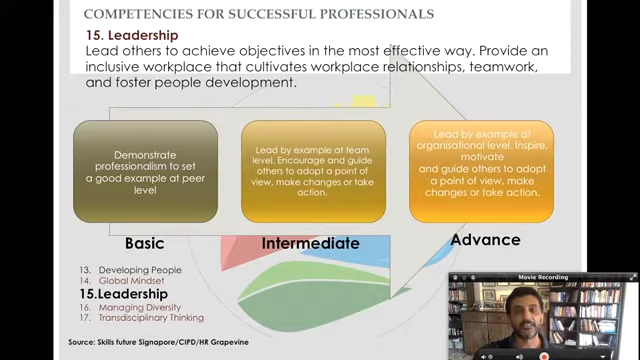 COMPETENCIES FOR SUCCESSFUL PROFESSIONALS
15. Leadership
Lead others to achieve objectives in the most effective way. Provide an
inclusive workplace that cultivates workplace relationships, teamwork,
and foster people development.
Demonstrate
professionalism to set
a good example at peer
level
Basic
Lead by example at team
level. Encourage and guide
others to adopt a point of
view, make changes or take
action.
Intermediate
Lead by example at
organisational level. Inspire,
motivate
and guide others to adopt
a point of view, make
changes or take action.
Advance
13. Developing People
14. Global Mindset
15.Leadership
16. Managing Diversity
17. Transdisciplinary Thinking
Source: Skills future Signapore/CIPD/HR Grapevine
Movie Recording